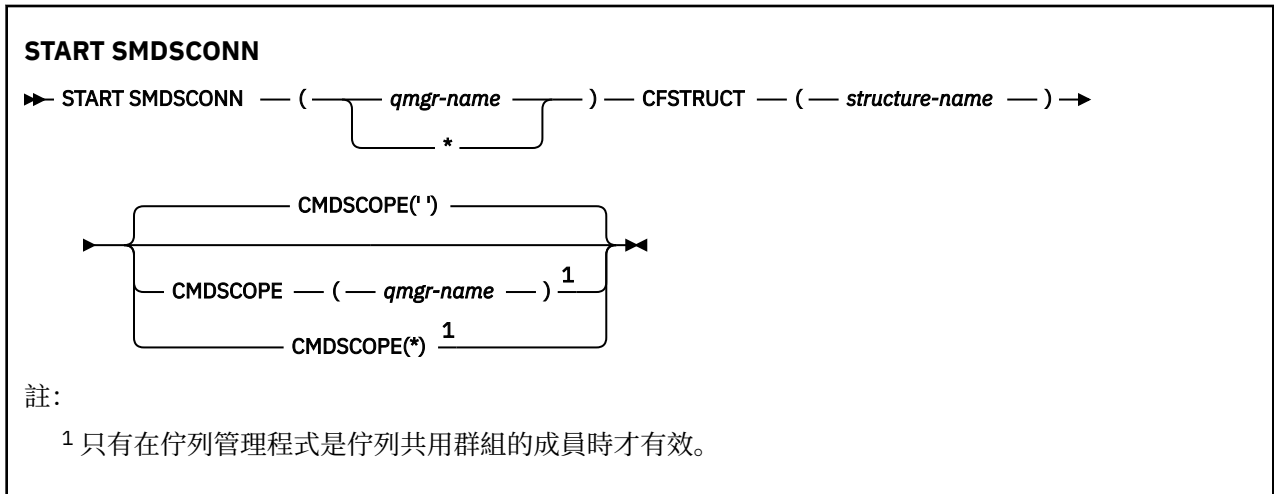 START SMDSCONN
START SMDSCONN ( qmgr-name ) CFSTRUCT ( structure-name )
*
CMDSCOPE(' ')
CMDSCOPE ( qmgr-name ) 1
CMDSCOPE(*) 1
註:
1 只有在佇列管理程式是佇列共用群組的成員時才有效。